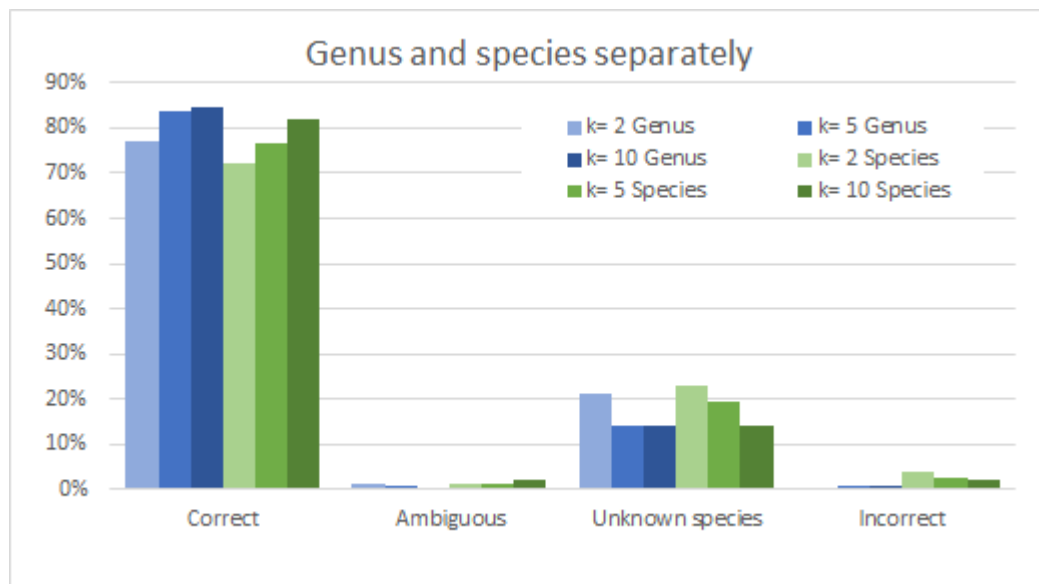 Genus and species separately
90%
80%
70%
60%
50%
40%
30%
20%
10%
0%
k= 2 Genus k= 5 Genus
k= 10 Genus k= 2 Species
k= 5 Species k= 10 Species
Correct Ambiguous Unknown species Incorrect